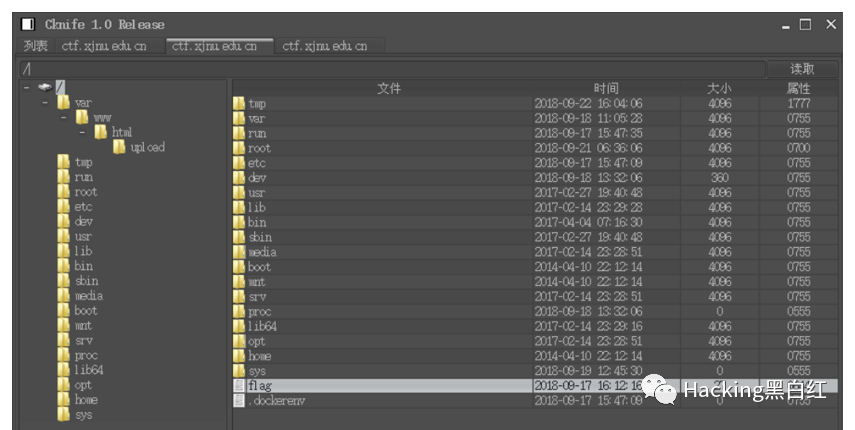 Cknife 1.0 Release
列表 ctf.xjnu.edu.cn ctf.xjnu.edu.cn ctf.xjnu.edu.cn
/ 读取
/
var
www
html
upload
tmp
run
root
etc
dev
usr
lib
bin
sbin
media
boot
mnt
srv
proc
lib64
opt
home
sys
文件 时间 大小 属性
tmp 2018-09-22 16:04:06 4096 1777
var 2018-09-18 11:05:28 4096 0755
run 2018-09-17 15:47:35 4096 0755
root 2018-09-21 06:36:06 4096 0700
etc 2018-09-17 15:47:09 4096 0755
dev 2018-09-18 13:32:06 360 0755
usr 2017-02-27 19:40:48 4096 0755
lib 2017-02-14 23:29:28 4096 0755
bin 2017-04-04 07:16:30 4096 0755
sbin 2017-02-27 19:40:48 4096 0755
media 2017-02-14 23:28:51 4096 0755
boot 2014-04-10 22:12:14 4096 0755
mnt 2014-04-10 22:12:14 4096 0755
srv 2017-02-14 23:28:51 4096 0755
proc 2018-09-18 13:32:06 0 0555
lib64 2017-02-14 23:29:16 4096 0755
opt 2017-02-14 23:28:51 4096 0755
home 2014-04-10 22:12:14 4096 0755
sys 2018-09-19 12:45:30 0 0555
flag 2018-09-17 16:12:16
.dockerenv 2018-09-17 15:47:09 0 0755
Hacking黑白红